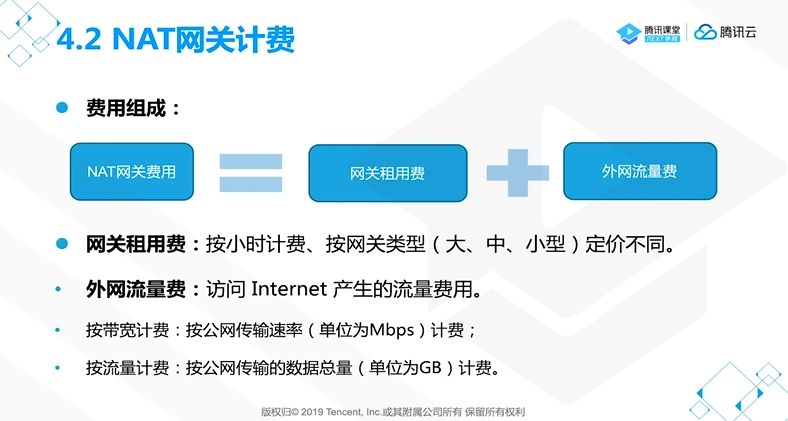 4.2 NAT网关计费
腾讯课堂
NEXT学院
腾讯云
费用组成：
NAT网关费用
网关租用费
外网流量费
网关租用费：按小时计费、按网关类型（大、中、小型）定价不同。
外网流量费：访问 Internet 产生的流量费用。
按带宽计费：按公网传输速率（单位为Mbps）计费；
按流量计费：按公网传输的数据总量（单位为GB）计费。
版权归© 2019 Tencent, Inc.或其附属公司所有 保留所有权利